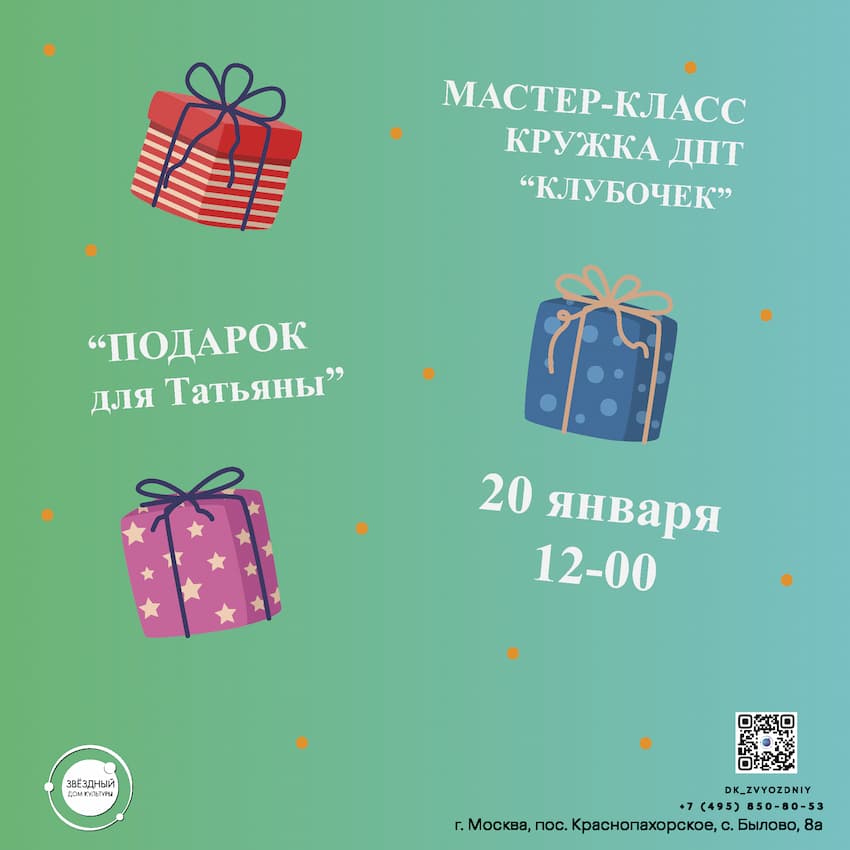 МАСТЕР-КЛАСС
КРУЖКА ДПТ
“КЛУБОЧЕК”
“ПОДАРОК
для Татьяны”
20 января
12-00
ЗВЁЗДНЫЙ
ДОМ КУЛЬТУРЫ
DK_ZVYOZDNIY
+7 (495) 850-80-53
г. Москва, пос. Краснопахорское, с. Былово, 8а